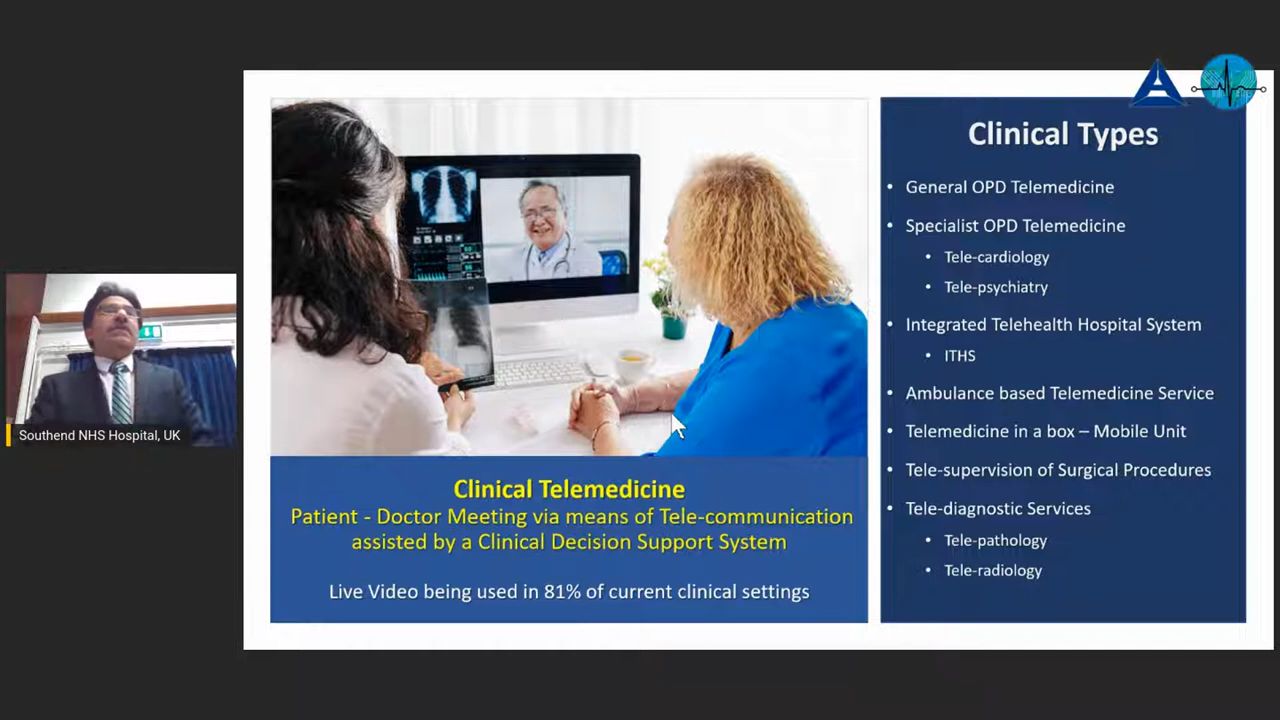 Southend NHS Hospital, UK
Clinical Telemedicine
Patient - Doctor Meeting via means of Tele-communication
assisted by a Clinical Decision Support System
Live Video being used in 81% of current clinical settings
Clinical Types
• General OPD Telemedicine
• Specialist OPD Telemedicine
• Tele-cardiology
• Tele-psychiatry
• Integrated Telehealth Hospital System
• ITHS
• Ambulance based Telemedicine Service
• Telemedicine in a box – Mobile Unit
• Tele-supervision of Surgical Procedures
• Tele-diagnostic Services
• Tele-pathology
• Tele-radiology